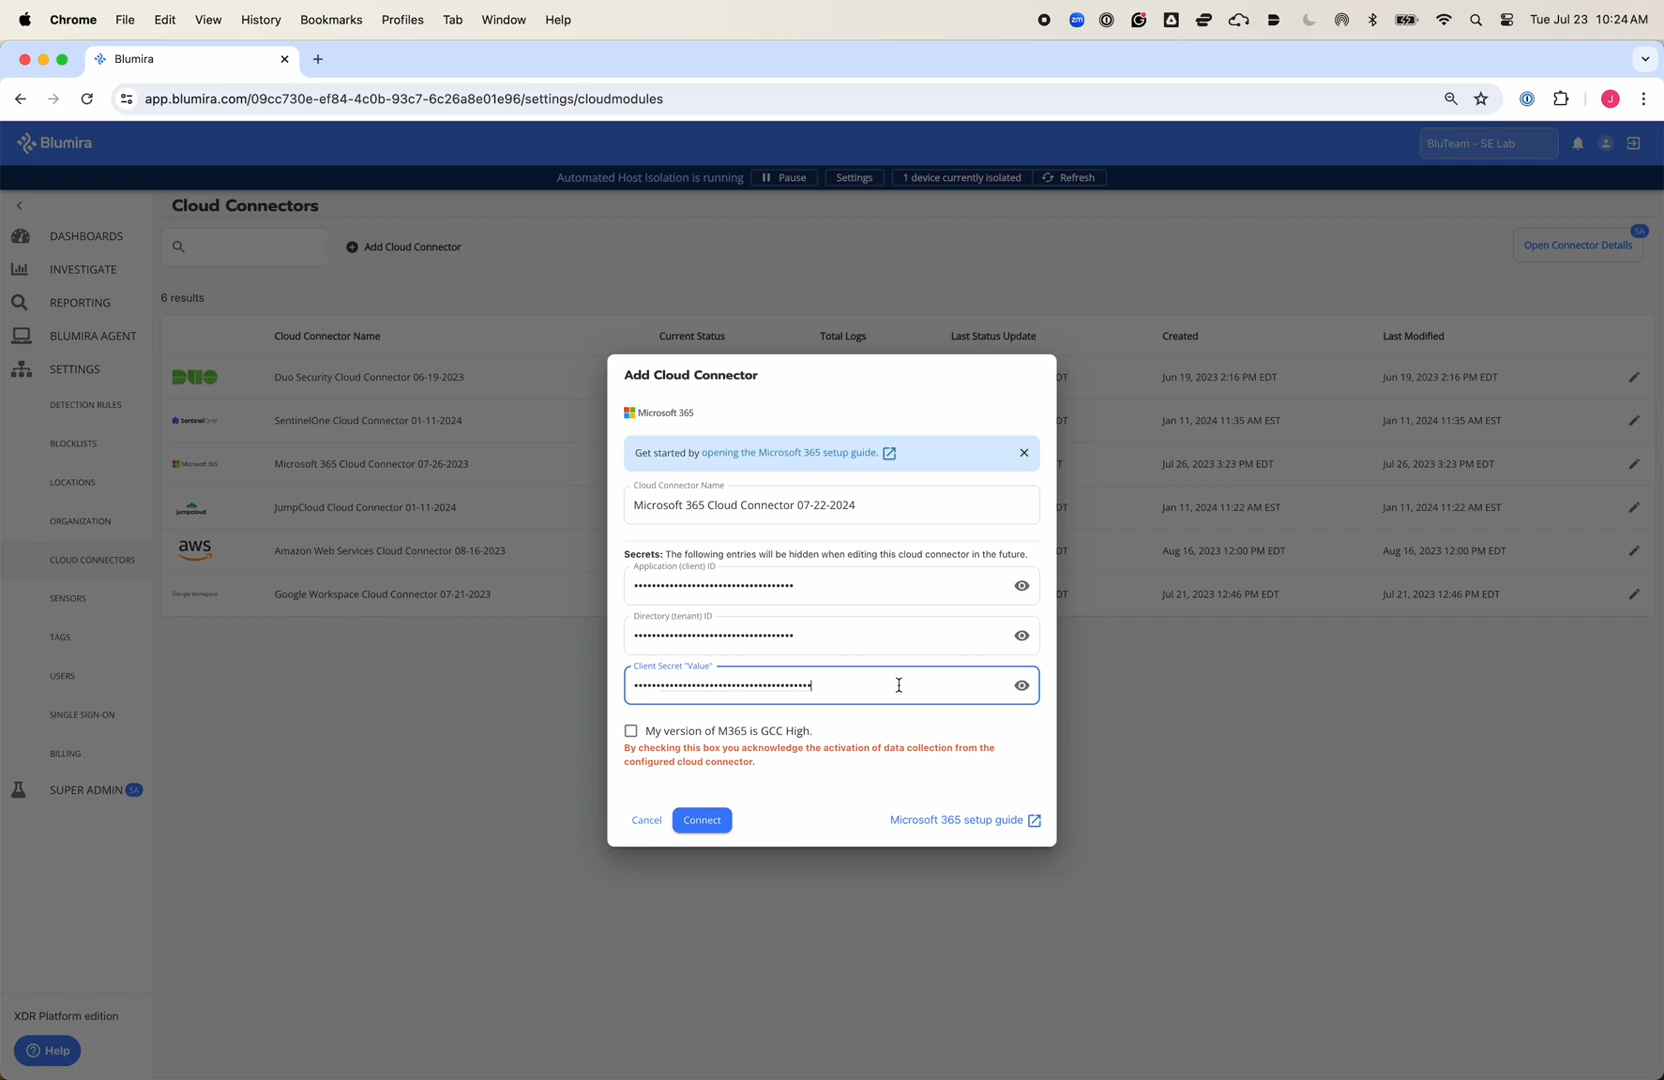 Chrome File Edit View History Bookmarks Profiles Tab Window Help zm Tue Jul 23 10:24 AM
Blumira
app.blumira.com/09cc730e-ef84-4c0b-93c7-6c26a8e01e96/settings/cloudmodules J
Blumira BluTeam - SE Lab
Automated Host Isolation is running Pause Settings 1 device currently isolated Refresh
Cloud Connectors
Add Cloud Connector Open Connector Details SA
6 results
DASHBOARDS
INVESTIGATE
REPORTING
BLUMIRA AGENT
SETTINGS
DETECTION RULES
BLOCKLISTS
LOCATIONS
ORGANIZATION
CLOUD CONNECTORS
SENSORS
TAGS
USERS
SINGLE SIGN-ON
BILLING
SUPER ADMIN SA
XDR Platform edition
Help
Cloud Connector Name Current Status Total Logs Last Status Update Created Last Modified
DUO Duo Security Cloud Connector 06-19-2023 DT Jun 19, 2023 2:16 PM EDT Jun 19, 2023 2:16 PM EDT
SentinelOne SentinelOne Cloud Connector 01-11-2024 DT Jan 11, 2024 11:35 AM EST Jan 11, 2024 11:35 AM EST
Microsoft 365 Microsoft 365 Cloud Connector 07-26-2023 T Jul 26, 2023 3:23 PM EDT Jul 26, 2023 3:23 PM EDT
jumpcloud JumpCloud Cloud Connector 01-11-2024 DT Jan 11, 2024 11:22 AM EST Jan 11, 2024 11:22 AM EST
aws Amazon Web Services Cloud Connector 08-16-2023 DT Aug 16, 2023 12:00 PM EDT Aug 16, 2023 12:00 PM EDT
Google Workspace Google Workspace Cloud Connector 07-21-2023 DT Jul 21, 2023 12:46 PM EDT Jul 21, 2023 12:46 PM EDT
Add Cloud Connector
Microsoft 365
Get started by opening the Microsoft 365 setup guide.
Cloud Connector Name
Microsoft 365 Cloud Connector 07-22-2024
Secrets: The following entries will be hidden when editing this cloud connector in the future.
Application (client) ID
Directory (tenant) ID
Client Secret "Value"
My version of M365 is GCC High.
By checking this box you acknowledge the activation of data collection from the
configured cloud connector.
Cancel Connect Microsoft 365 setup guide